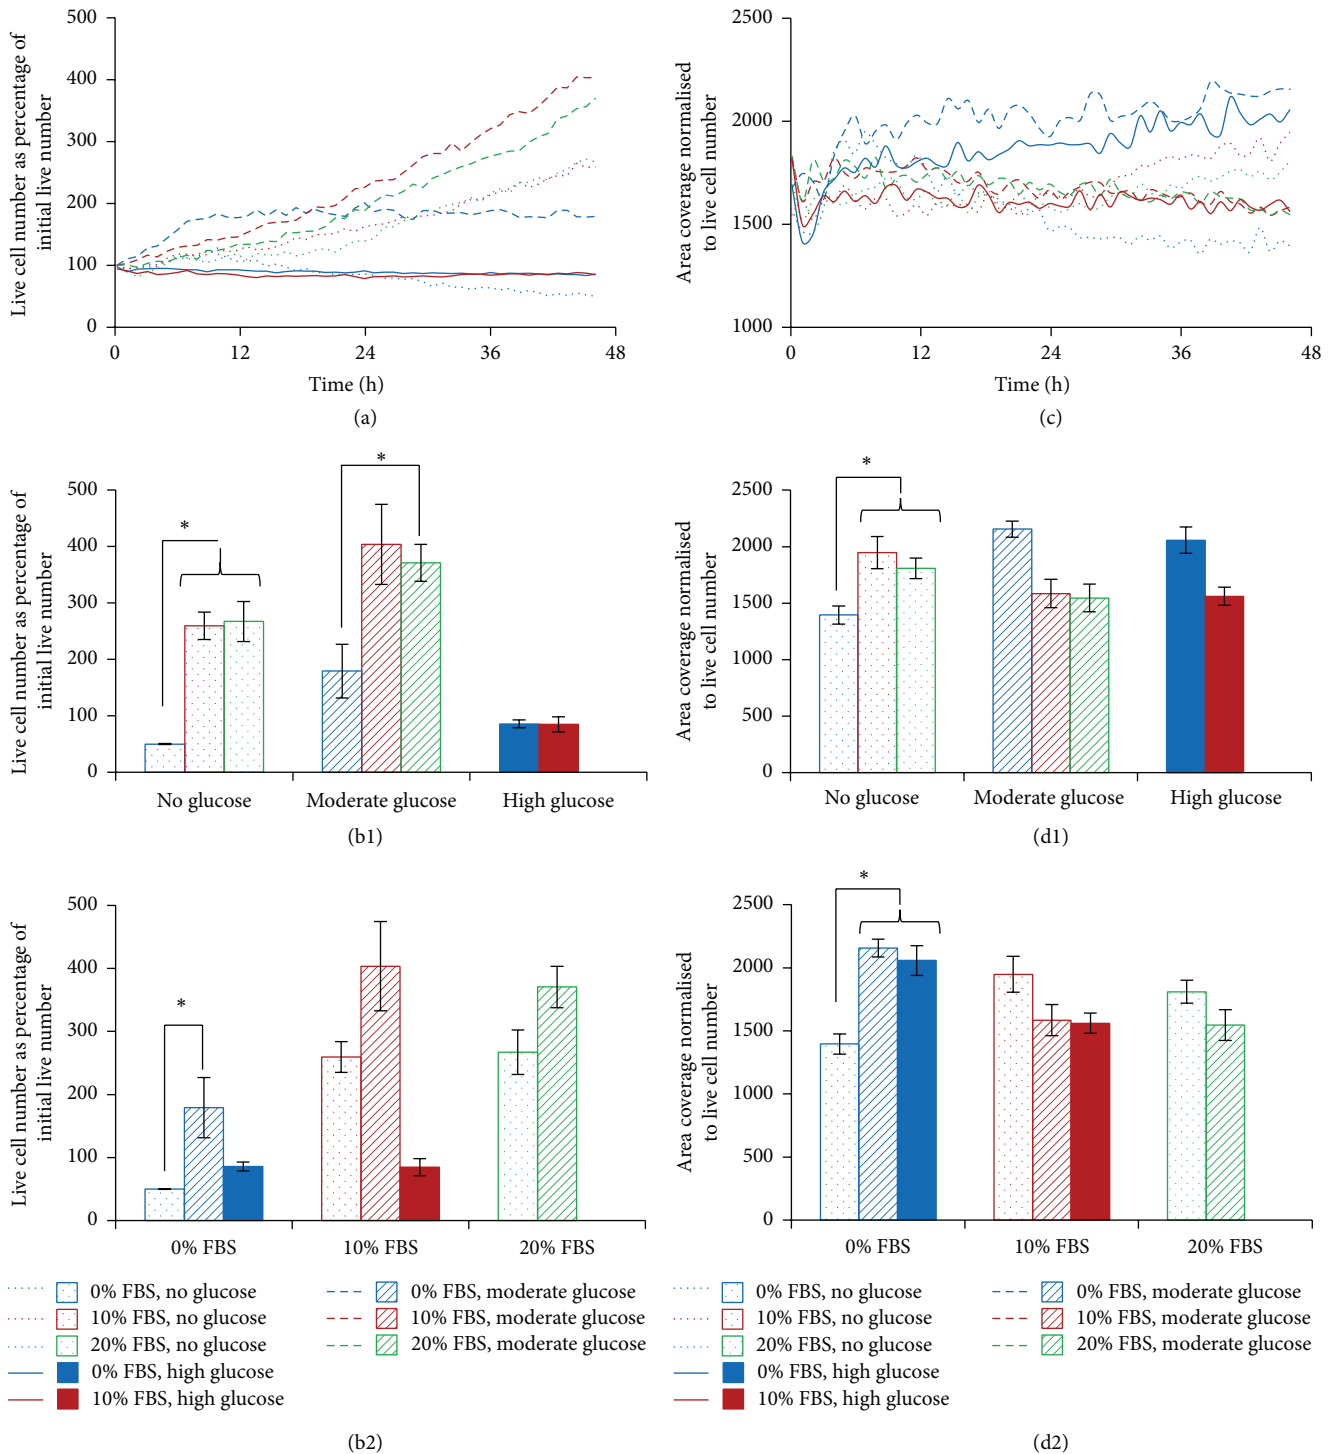 Live cell number as percentage of
initial live number
500
400
300
200
100
0
0
12
24
36
48
Time (h)
(a)
Area coverage normalised
to live cell number
2500
2000
1500
1000
0
12
24
36
48
Time (h)
(c)
Live cell number as percentage of
initial live number
500
400
300
200
100
0
*
*
No glucose
Moderate glucose
High glucose
(b1)
Area coverage normalised
to live cell number
2500
2000
1500
1000
500
0
*
No glucose
Moderate glucose
High glucose
(d1)
Live cell number as percentage of
initial live number
500
400
300
200
100
0
*
0% FBS
10% FBS
20% FBS
0% FBS, no glucose
10% FBS, no glucose
20% FBS, no glucose
0% FBS, high glucose
10% FBS, high glucose
0% FBS, moderate glucose
10% FBS, moderate glucose
20% FBS, moderate glucose
(b2)
Area coverage normalised
to live cell number
2500
2000
1500
1000
500
0
*
0% FBS
10% FBS
20% FBS
0% FBS, no glucose
10% FBS, no glucose
20% FBS, no glucose
0% FBS, high glucose
10% FBS, high glucose
0% FBS, moderate glucose
10% FBS, moderate glucose
20% FBS, moderate glucose
(d2)